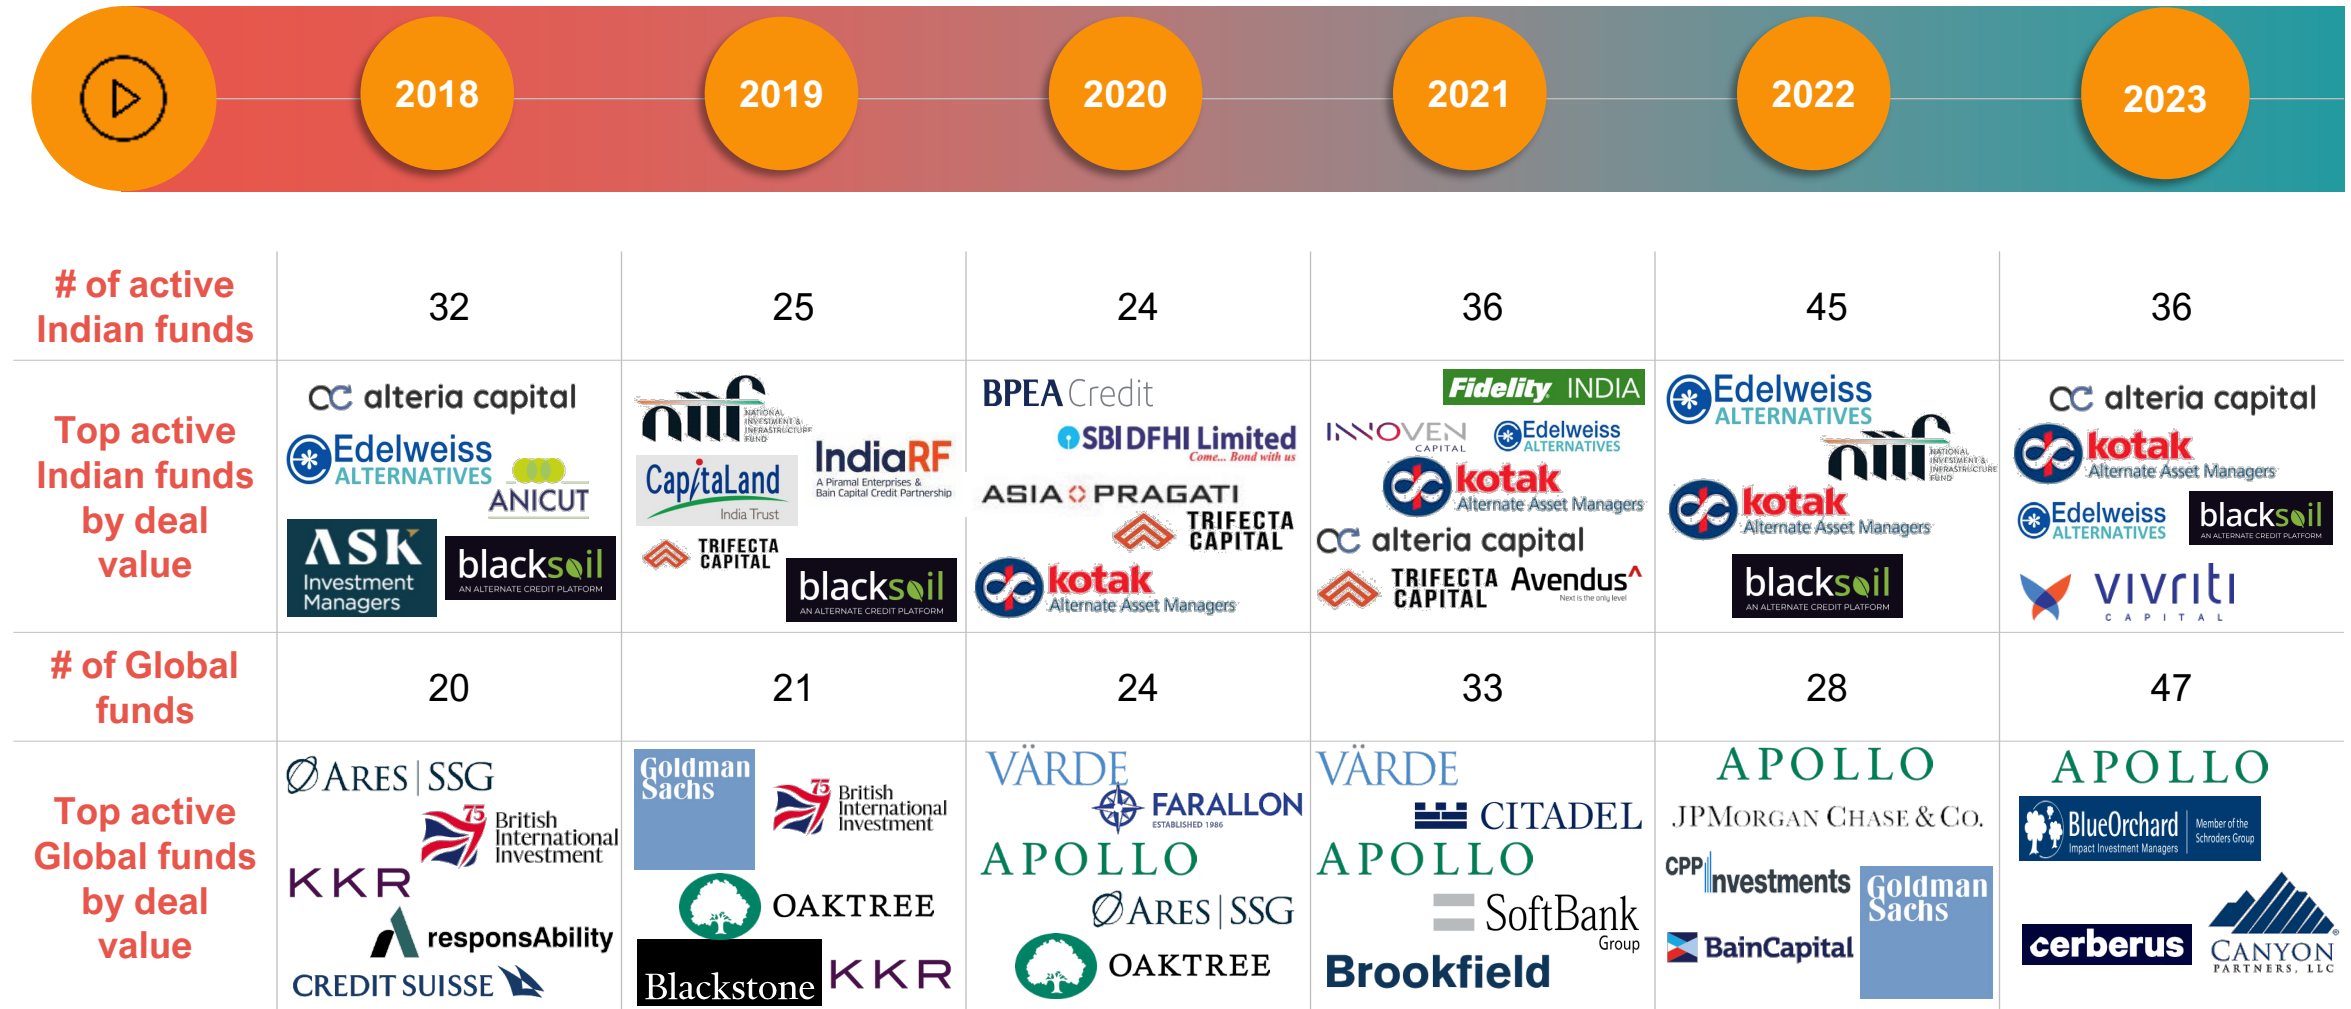 2018
2019
2020
2021
2022
2023
# of active
Indian funds
32
25
24
36
45
36
Top active
Indian funds
by deal
value
alteria capital
Edelweiss
ALTERNATIVES
ANICUT
ASK
Investment
Managers
blacksoil
AN ALTERNATE CREDIT PLATFORM
niif
NATIONAL
INVESTMENT &
INFRASTRUCTURE
FUND
IndiaRF
A Piramal Enterprises &
Bain Capital Credit Partnership
CapitaLand
India Trust
TRIFECTA
CAPITAL
blacksoil
AN ALTERNATE CREDIT PLATFORM
BPEA Credit
SBI DFHI Limited
Come... Bond with us
ASIA PRAGATI
TRIFECTA
CAPITAL
kotak
Alternate Asset Managers
Fidelity INDIA
INNOVEN
CAPITAL
Edelweiss
ALTERNATIVES
kotak
Alternate Asset Managers
alteria capital
TRIFECTA
CAPITAL
Avendus
Next is the only level
Edelweiss
ALTERNATIVES
niif
NATIONAL
INVESTMENT &
INFRASTRUCTURE
FUND
kotak
Alternate Asset Managers
blacksoil
AN ALTERNATE CREDIT PLATFORM
alteria capital
kotak
Alternate Asset Managers
Edelweiss
ALTERNATIVES
blacksoil
AN ALTERNATE CREDIT PLATFORM
vivriti
CAPITAL
# of Global
funds
20
21
24
33
28
47
Top active
Global funds
by deal
value
ARES | SSG
75
British
International
Investment
KKR
responsAbility
CREDIT SUISSE
Goldman
Sachs
75
British
International
Investment
OAKTREE
Blackstone
KKR
VÄRDE
FARALLON
ESTABLISHED 1986
APOLLO
ARES | SSG
OAKTREE
VÄRDE
CITADEL
APOLLO
SoftBank
Group
Brookfield
APOLLO
JPMORGAN CHASE & CO.
CPP Investments
Goldman
Sachs
BainCapital
APOLLO
BlueOrchard
Impact Investment Managers
Member of the
Schroders Group
cerberus
CANYON
PARTNERS, LLC